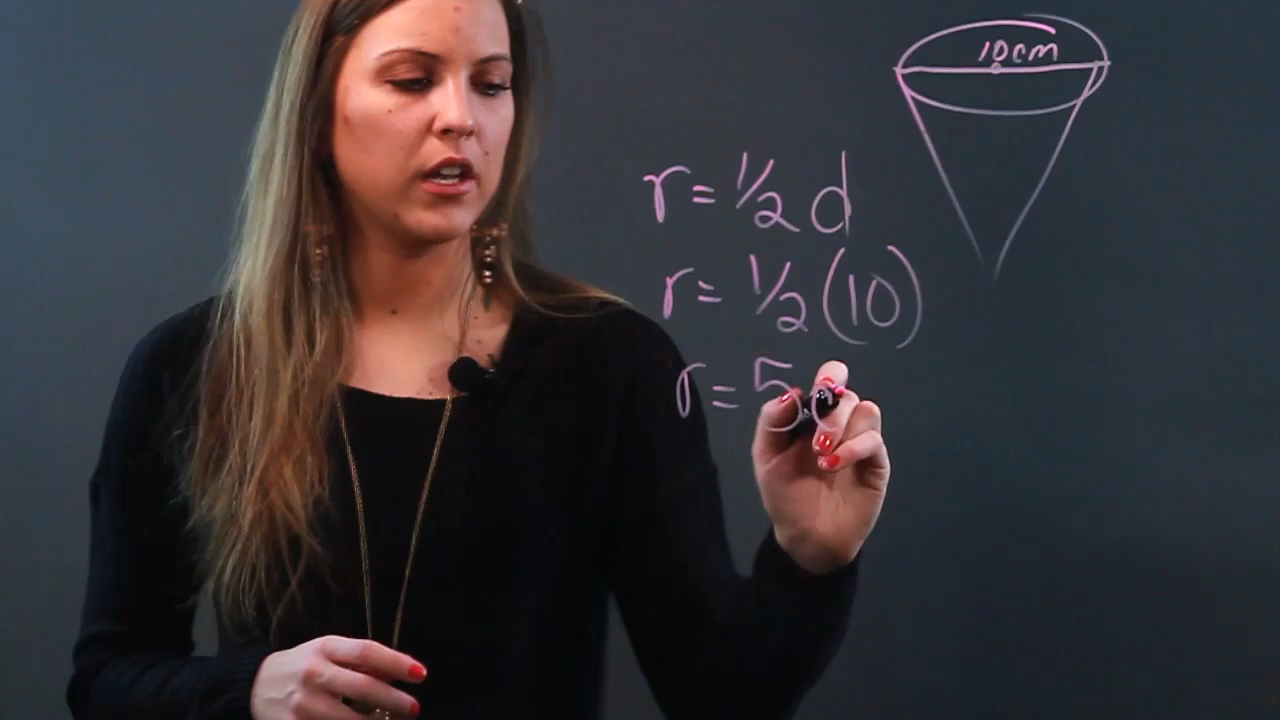 10cm
r = 1/2 d
r = 1/2 (10)
r = 5 c